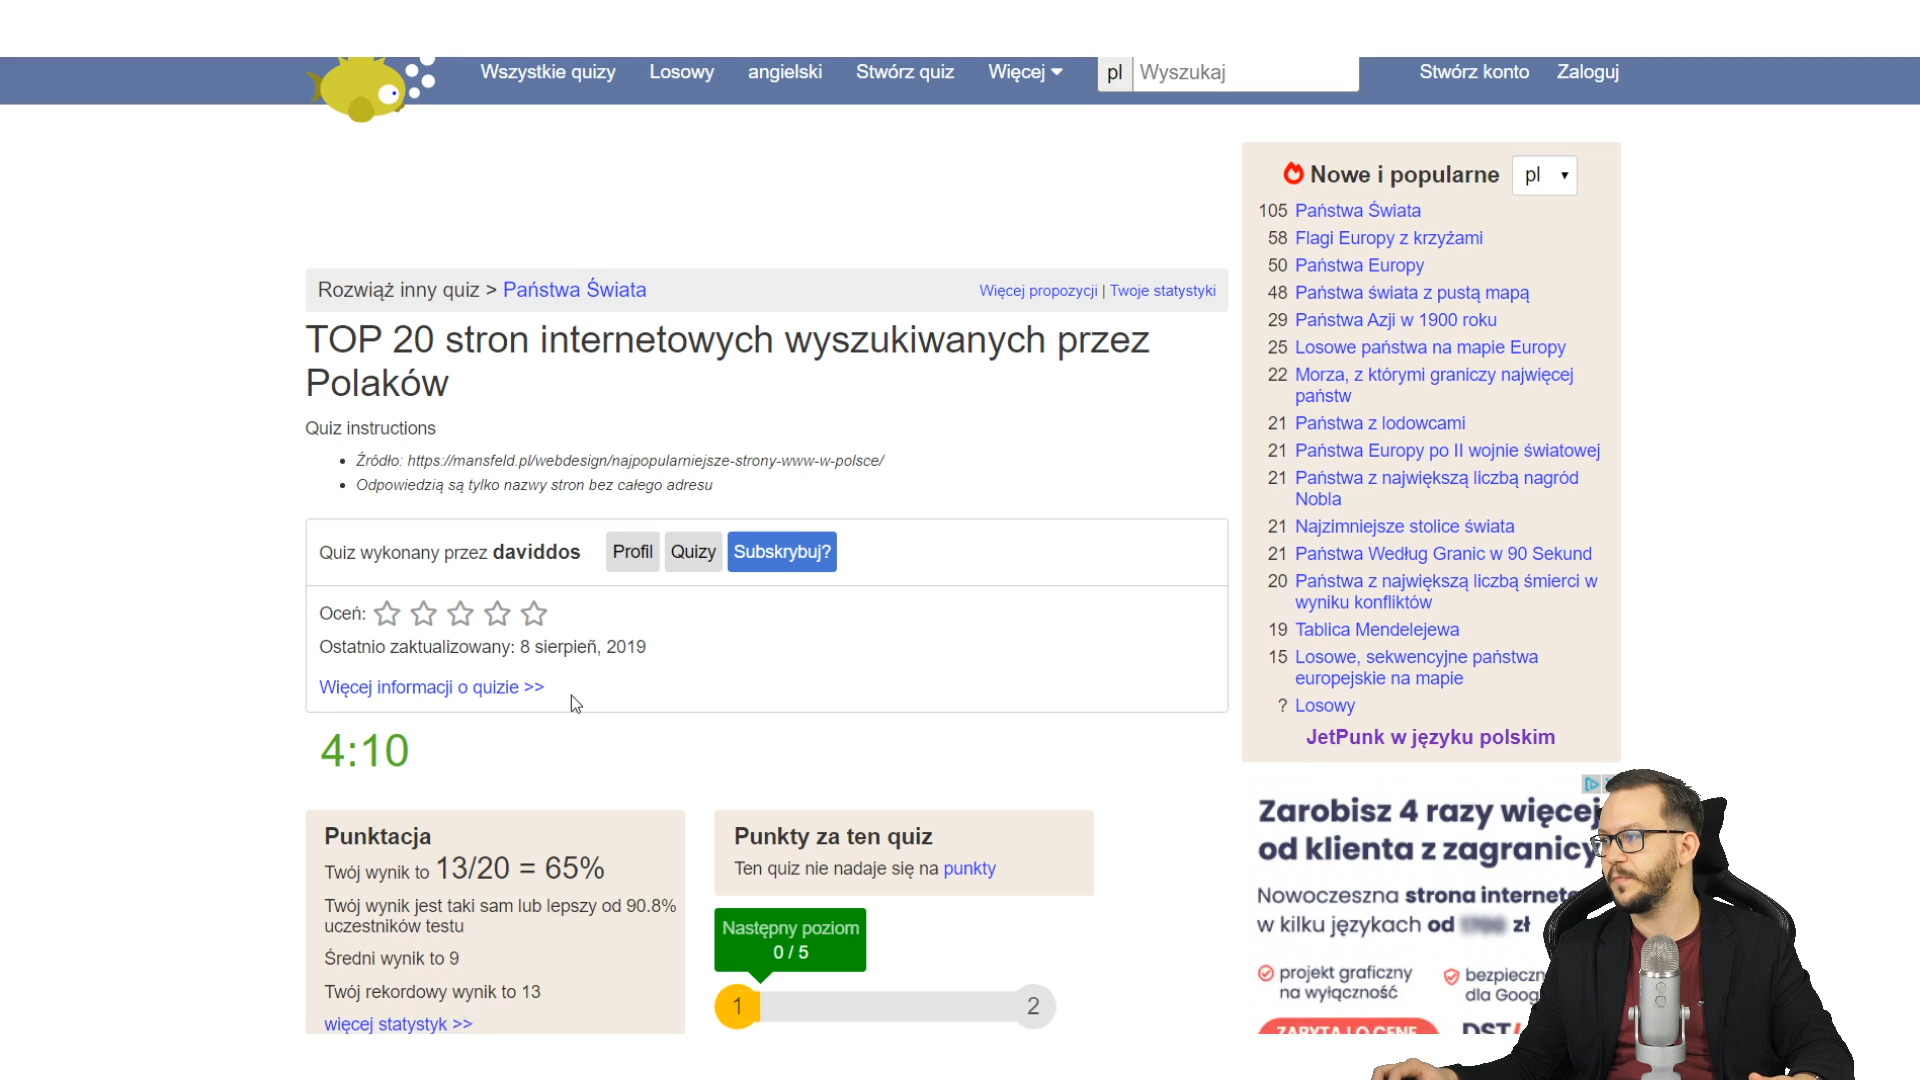 Wszystkie quizy Losowy angielski Stwórz quiz Więcej pl Wyszukaj Stwórz konto Zaloguj
Rozwiąż inny quiz > Państwa Świata Więcej propozycji | Twoje statystyki
TOP 20 stron internetowych wyszukiwanych przez
Polaków
Quiz instructions
Źródło: https://mansfeld.pl/webdesign/najpopularniejsze-strony-www-w-polsce/
Odpowiedzią są tylko nazwy stron bez całego adresu
Quiz wykonany przez daviddos Profil Quizy Subskrybuj?
Oceń:
Ostatnio zaktualizowany: 8 sierpień, 2019
Więcej informacji o quizie >>
4:10
Punktacja
Twój wynik to 13/20 = 65%
Twój wynik jest taki sam lub lepszy od 90.8%
uczestników testu
Średni wynik to 9
Twój rekordowy wynik to 13
więcej statystyk >>
Punkty za ten quiz
Ten quiz nie nadaje się na punkty
Następny poziom
0 / 5
1 2
Nowe i popularne pl
105 Państwa Świata
58 Flagi Europy z krzyżami
50 Państwa Europy
48 Państwa świata z pustą mapą
29 Państwa Azji w 1900 roku
25 Losowe państwa na mapie Europy
22 Morza, z którymi graniczy najwięcej
państw
21 Państwa z lodowcami
21 Państwa Europy po II wojnie światowej
21 Państwa z największą liczbą nagród
Nobla
21 Najzimniejsze stolice świata
21 Państwa Według Granic w 90 Sekund
20 Państwa z największą liczbą śmierci w
wyniku konfliktów
19 Tablica Mendelejewa
15 Losowe, sekwencyjne państwa
europejskie na mapie
? Losowy
JetPunk w języku polskim
Zarobisz 4 razy więcej
od klienta z zagranicy
Nowoczesna strona interneto
w kilku językach od zł
projekt graficzny
na wyłączność
bezpieczn
dla Goog
ZAPYTAJ O CENĘ